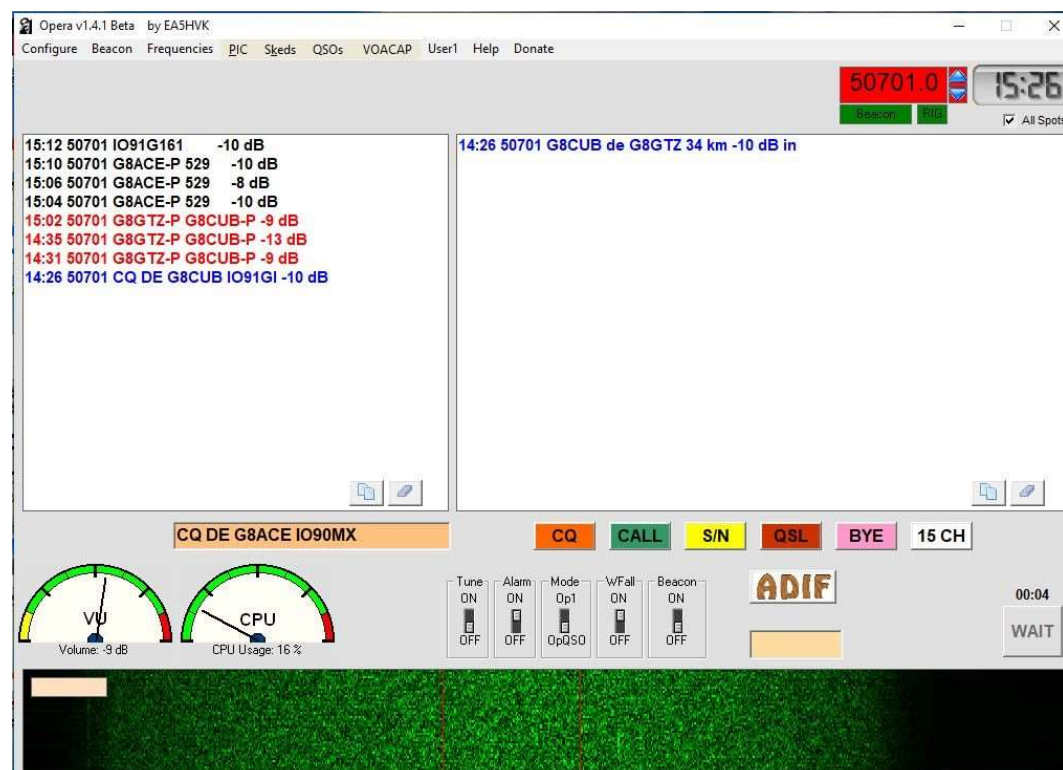 Opera v1.4.1 Beta by EA5HVK
Configure Beacon Frequencies PIC Skeds QSOs VOACAP User1 Help Donate
50701.0 15:26
Beacon RIG
All Spots
15:12 50701 IO91G161 -10 dB
15:10 50701 G8ACE-P 529 -10 dB
15:06 50701 G8ACE-P 529 -8 dB
15:04 50701 G8ACE-P 529 -10 dB
15:02 50701 G8GTZ-P G8CUB-P -9 dB
14:35 50701 G8GTZ-P G8CUB-P -13 dB
14:31 50701 G8GTZ-P G8CUB-P -9 dB
14:26 50701 CQ DE G8CUB IO91GI -10 dB
14:26 50701 G8CUB de G8GTZ 34 km -10 dB in
CQ DE G8ACE IO90MX
CQ CALL S/N QSL BYE 15 CH
VU
Volume: -9 dB
CPU
CPU Usage: 16 %
Tune Alarm Mode WFall Beacon
ON ON Op1 ON ON
OFF OFF OpQSO OFF OFF
ADIF
00:04
WAIT